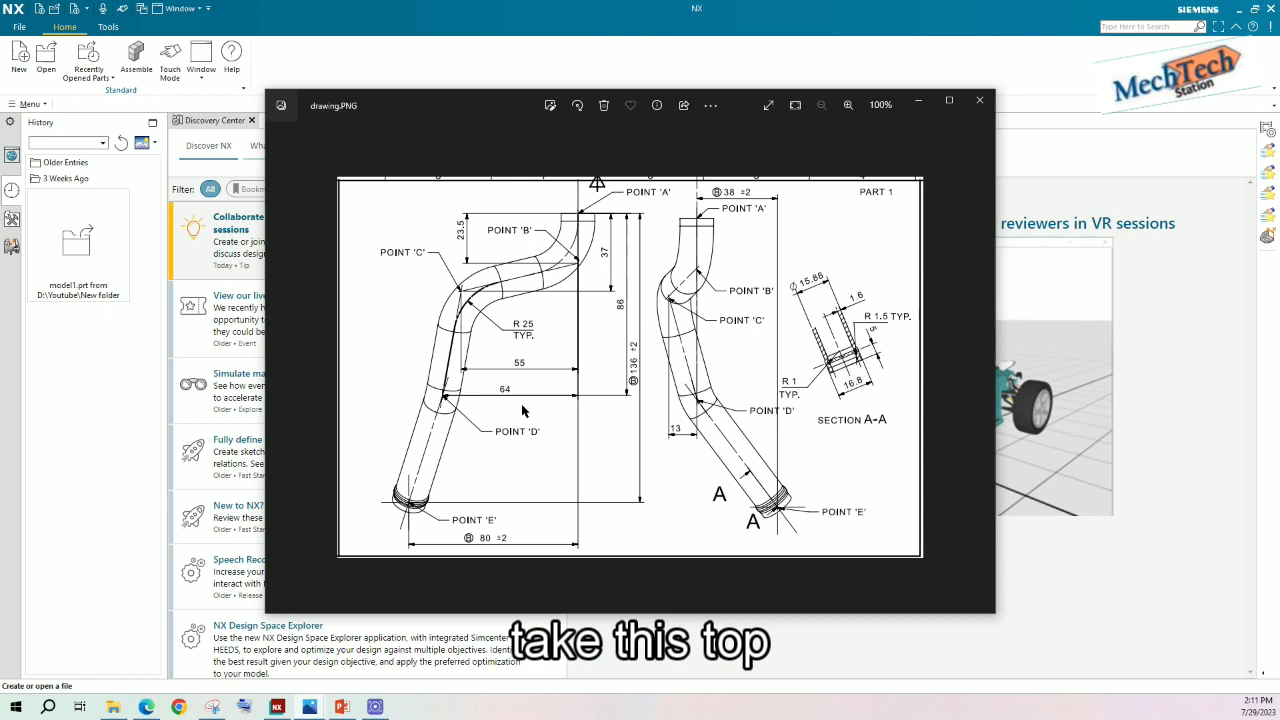 NX
Window
NX
SIEMENS
File
Home
Tools
Type Here to Search
New
Open
Recently
Opened Parts
Assemble
Touch
Mode
Window
Help
Standard
MechTech
Station
Menu
History
Discovery Center
drawing.PNG
100%
Discover NX
Wha
Older Entries
3 Weeks Ago
Filter:
All
Bookm
model1.prt from
D:\Youtube\New folder
Collaborate
sessions
Create or join
discuss design
Today • Tip
reviewers in VR sessions
View our live
We recently h
opportunity to
they could be
Older • Event
Simulate ma
See how ever
to accelerate
Older • Explore
Fully define
Create sketch
relations. See
Older • Fast Start
New to NX?
Review these
Older • Fast Start
Speech Reco
Increase your
interact with
Older • Release
NX Design Space Explorer
Use the new NX Design Space Explorer application, with integrated Simcenter
HEEDS, to explore and optimize your design against multiple objectives. Identify
the best result given your design objective, and apply the preferred optimization
to your model.
POINT 'A'
38 ±2
PART 1
POINT 'A'
23.5
POINT 'B'
POINT 'C'
37
POINT 'B'
Ø 15.88
1.6
86
R 1.5 TYP.
POINT 'C'
R 25
TYP.
5
136 ±2
55
R 1
TYP.
16.8
64
POINT 'D'
SECTION A-A
POINT 'D'
13
A
A
POINT 'E'
POINT 'E'
80 ±2
take this top
Create or open a file
2:11 PM
7/29/2023